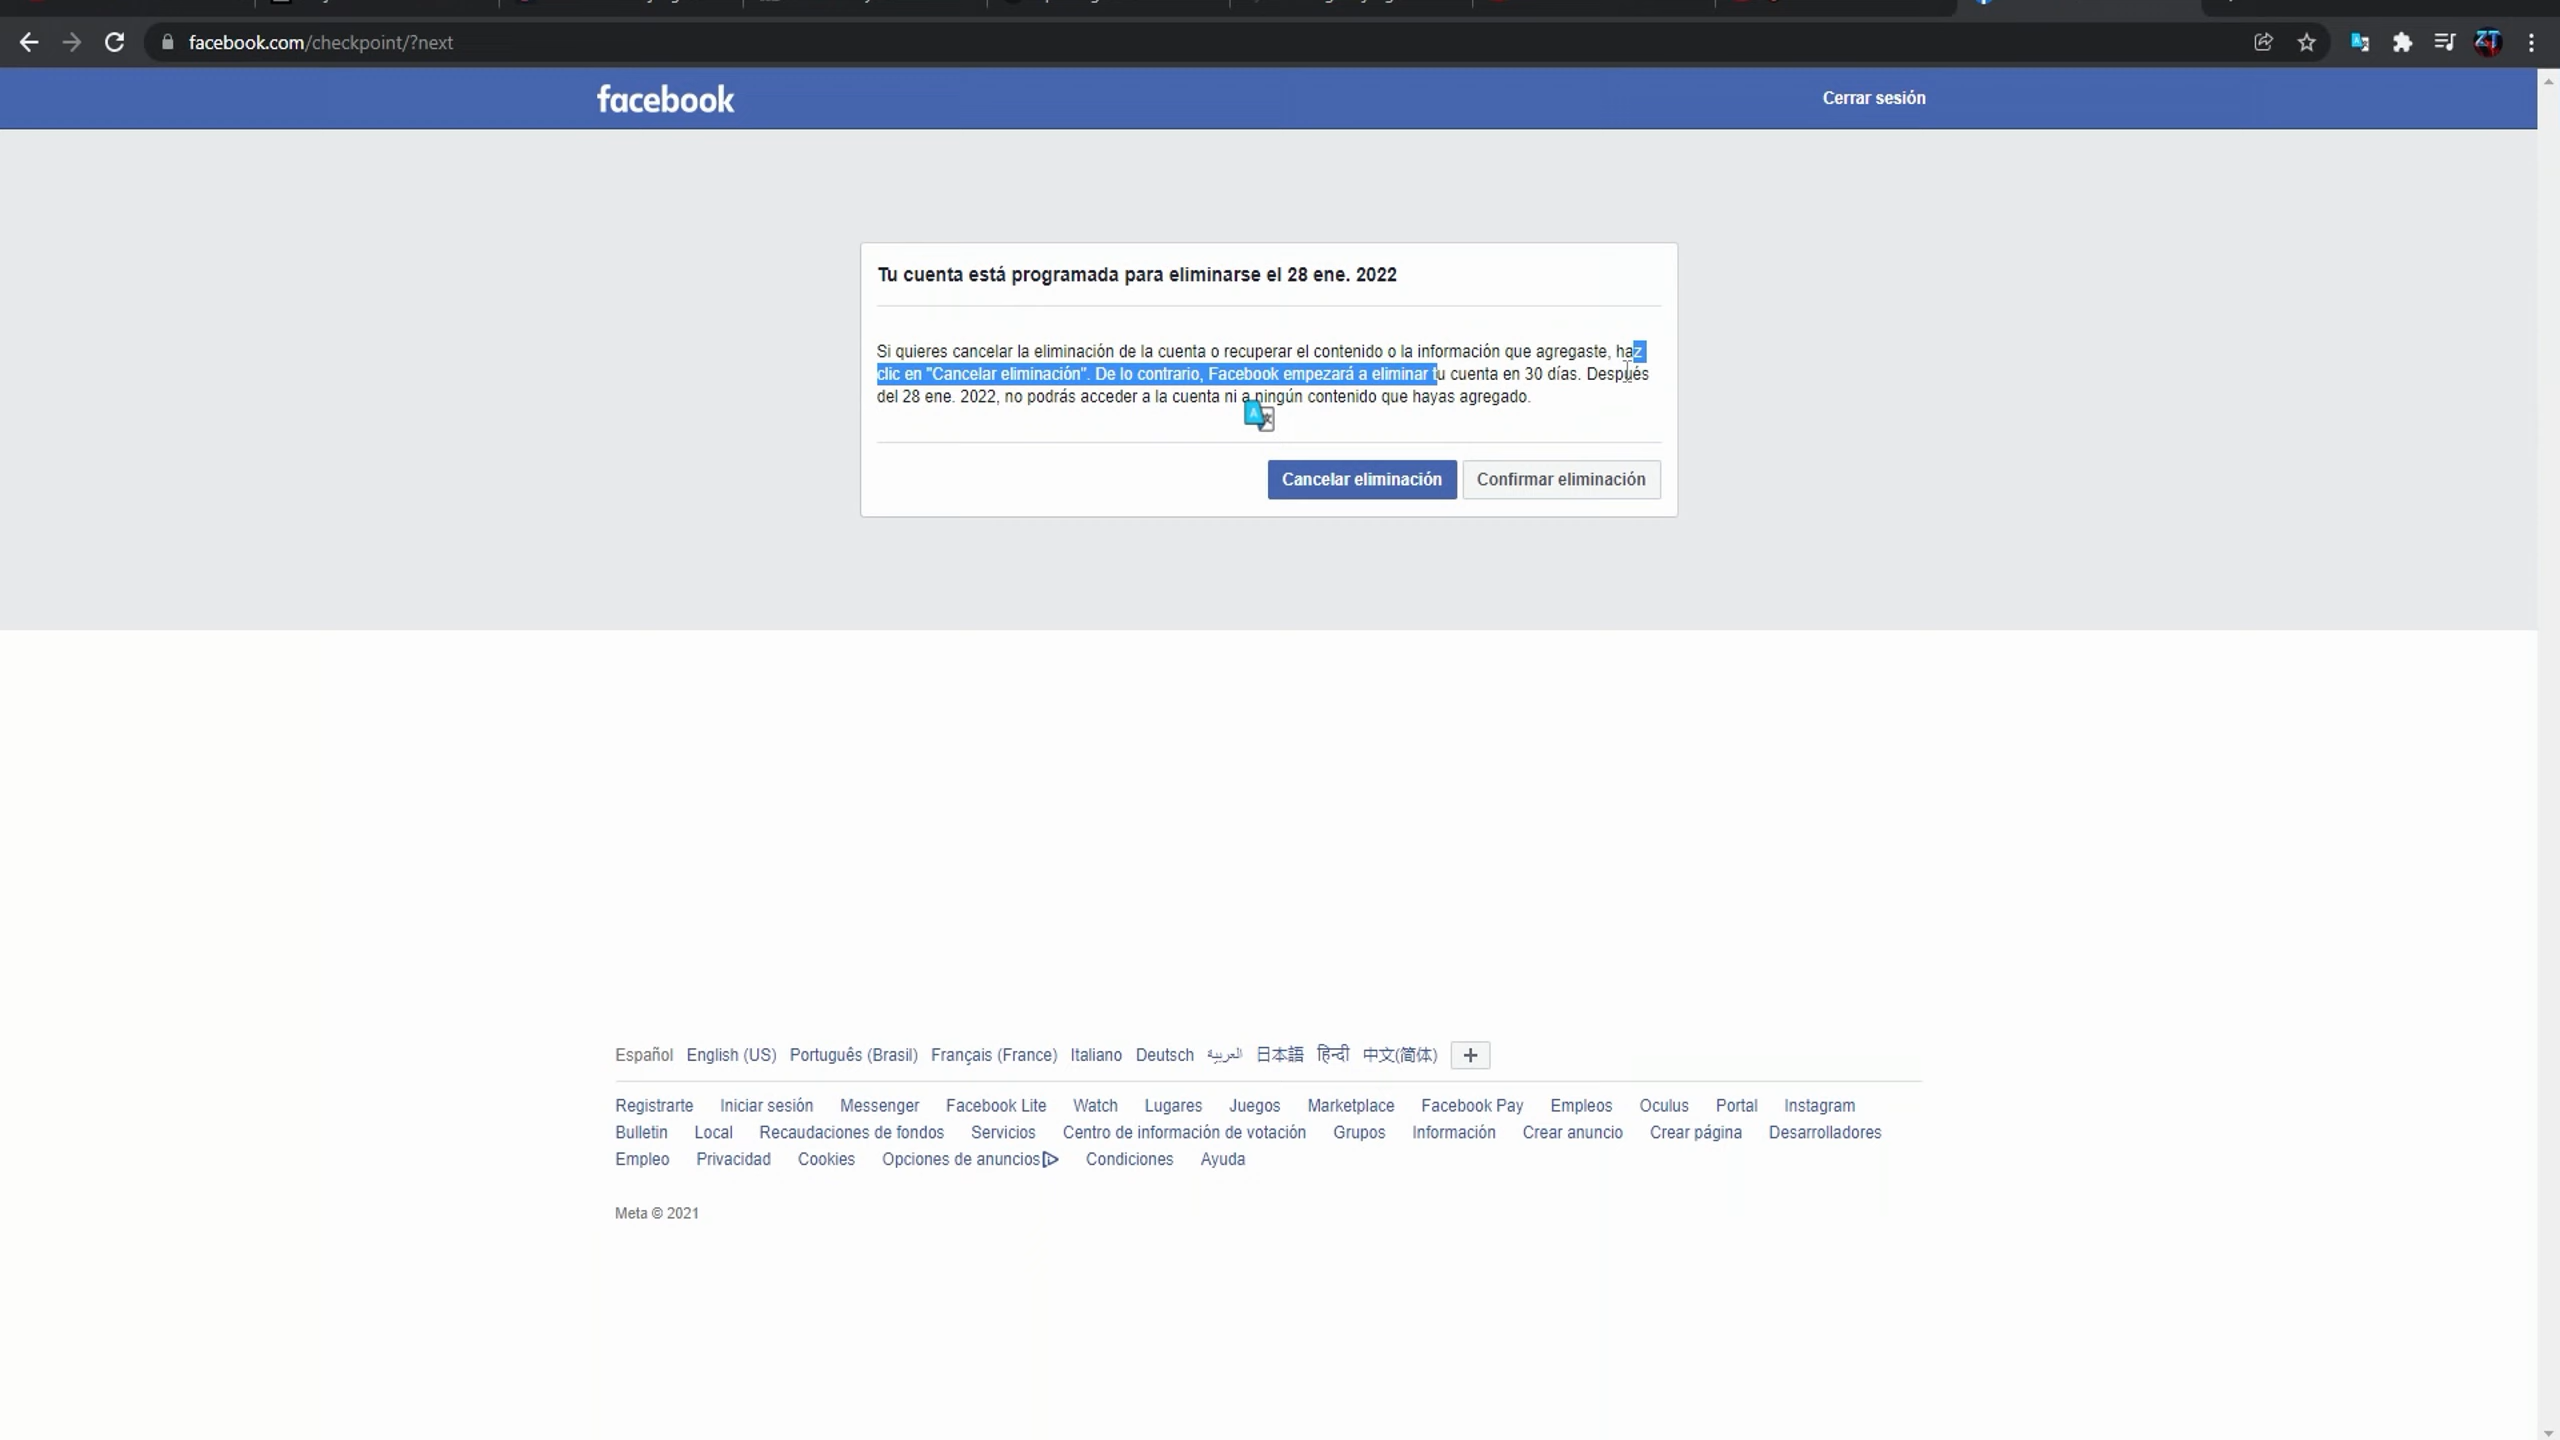 facebook.com/checkpoint/?next
facebook
Cerrar sesión
Tu cuenta está programada para eliminarse el 28 ene. 2022
Si quieres cancelar la eliminación de la cuenta o recuperar el contenido o la información que agregaste, haz
clic en "Cancelar eliminación". De lo contrario, Facebook empezará a eliminar tu cuenta en 30 días. Después
del 28 ene. 2022, no podrás acceder a la cuenta ni a ningún contenido que hayas agregado.
Cancelar eliminación Confirmar eliminación
Español English (US) Português (Brasil) Français (France) Italiano Deutsch العربية 日本語 हिन्दी 中文(简体) +
Registrarte Iniciar sesión Messenger Facebook Lite Watch Lugares Juegos Marketplace Facebook Pay Empleos Oculus Portal Instagram
Bulletin Local Recaudaciones de fondos Servicios Centro de información de votación Grupos Información Crear anuncio Crear página Desarrolladores
Empleo Privacidad Cookies Opciones de anuncios Condiciones Ayuda
Meta © 2021